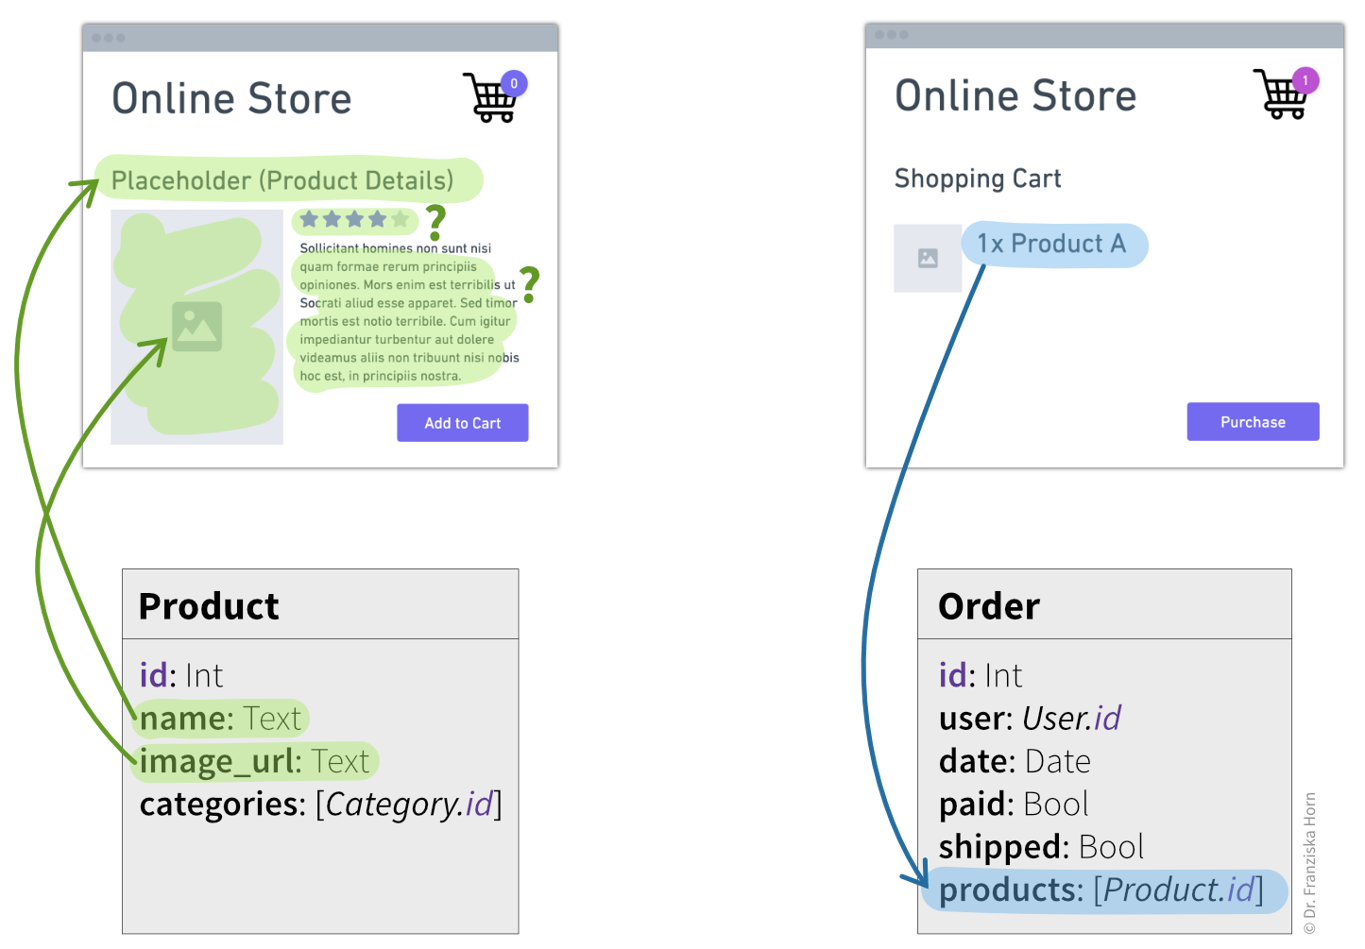 Online Store
0
Placeholder (Product Details)
?
Sollicitant homines non sunt nisi
quam formae rerum principiis
opiniones. Mors enim est terribilis ut
?
Socrati aliud esse apparet. Sed timor
mortis est notio terribile. Cum igitur
impediantur turbentur aut dolere
videamus aliis non tribuunt nisi nobis
hoc est, in principiis nostra.
Add to Cart
Online Store
1
Shopping Cart
1x Product A
Purchase
Product
id: Int
name: Text
image_url: Text
categories: [Category.id]
Order
id: Int
user: User.id
date: Date
paid: Bool
shipped: Bool
products: [Product.id]
© Dr. Franziska Horn